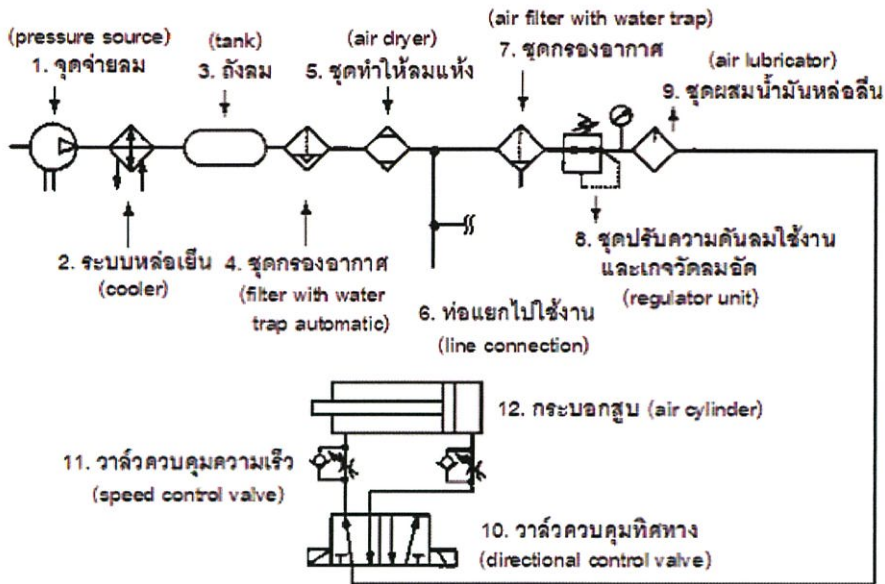 (pressure source)
1. จุดจ่ายลม
(tank)
3. ถังลม
(air dryer)
5. ชุดทำให้ลมแห้ง
(air filter with water trap)
7. ชุดกรองอากาศ
(air lubricator)
9. ชุดผสมน้ำมันหล่อลื่น
2. ระบบหล่อเย็น
(cooler)
4. ชุดกรองอากาศ
(filter with water
trap automatic)
6. ท่อแยกไปใช้งาน
(line connection)
8. ชุดปรับความดันลมใช้งาน
และเกจวัดลมอัด
(regulator unit)
12. กระบอกสูบ (air cylinder)
11. วาล์วควบคุมความเร็ว
(speed control valve)
10. วาล์วควบคุมทิศทาง
(directional control valve)